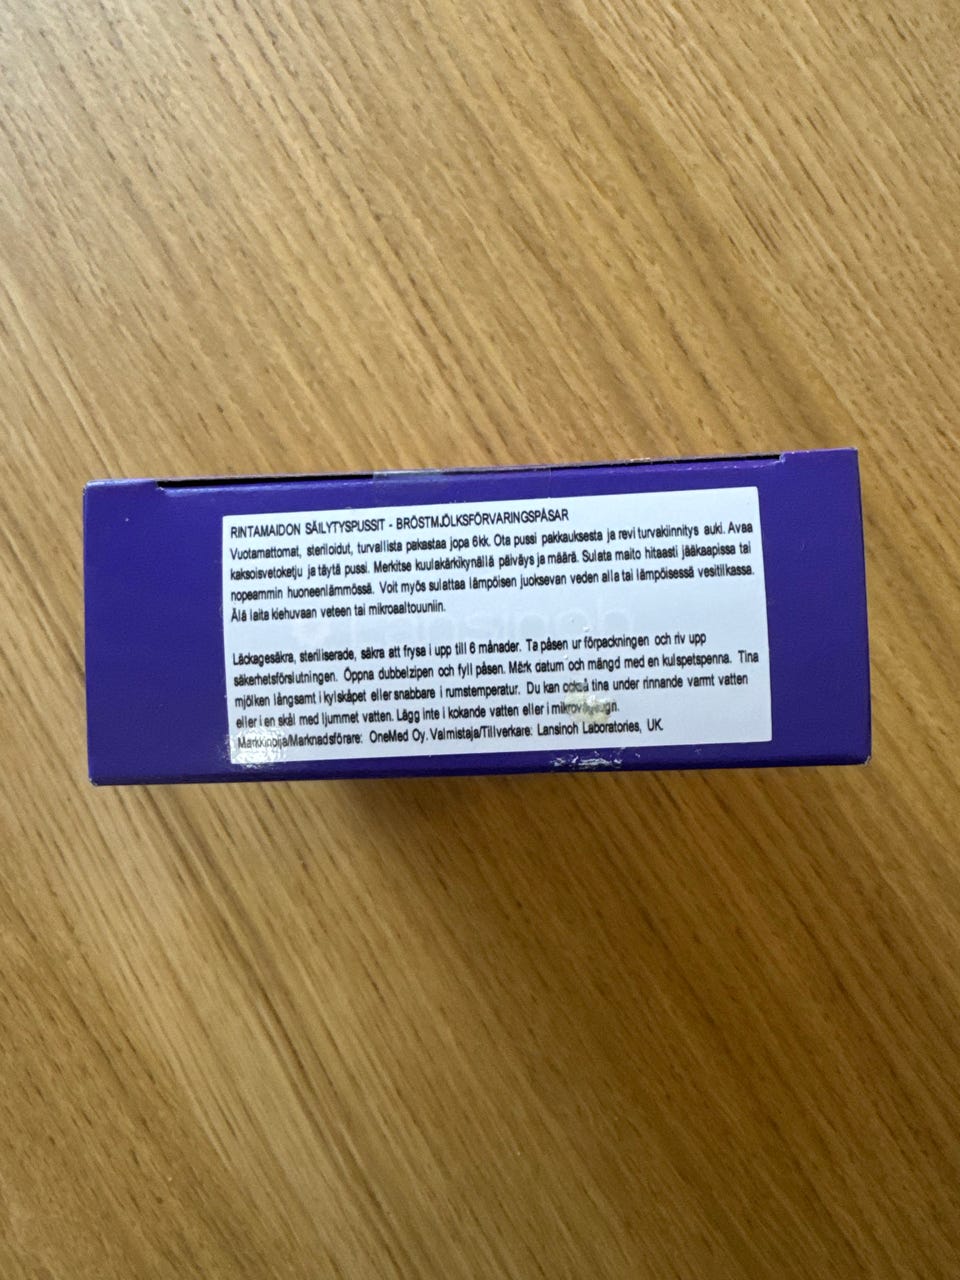 RINTAMAIDON SÄILYTYSPUSSIT - BRÖSTMJÖLKSFÖRVARINGSPÅSAR
Vuotamattomat, steriloidut, turvallista pakastaa jopa 6kk. Ota pussi pakkauksesta ja revi turvakiinnitys auki. Avaa
kaksoisvetoketju ja täytä pussi. Merkitse kuulakärkikynällä päiväys ja määrä. Sulata maito hitaasti jääkaapissa tai
nopeammin huoneenlämmössä. Voit myös sulattaa lämpöisen juoksevan veden alla tai lämpöisessä vesitilkassa.
Älä laita kiehuvaan veteen tai mikroaaltouuniin.
Lansinoh
Läckagesäkra, steriliserade, säkra att frysa i upp till 6 månader. Ta påsen ur förpackningen och riv upp
säkerhetsförslutningen. Öppna dubbelzipen och fyll påsen. Märk datum och mängd med en kulspetspenna. Tina
mjölken långsamt i kylskåpet eller snabbare i rumstemperatur. Du kan också tina under rinnande varmt vatten
eller i en skål med ljummet vatten. Lägg inte i kokande vatten eller i
Markkinoija/Marknadsförare: OneMed Oy. Valmistaja/Tillverkare: Lansinoh Laboratories, UK.